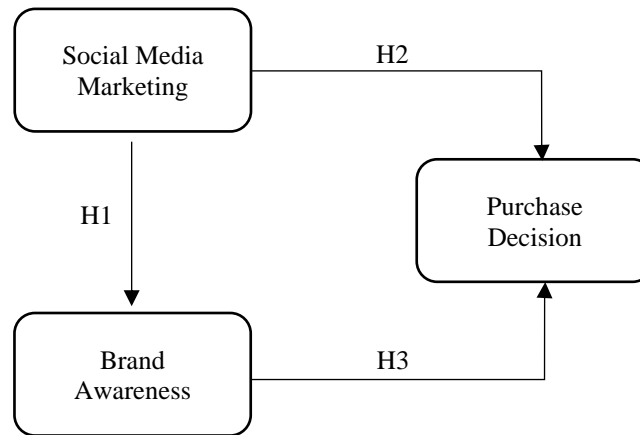 Social Media
Marketing
H2
H1
Purchase
Decision
Brand
Awareness
H3